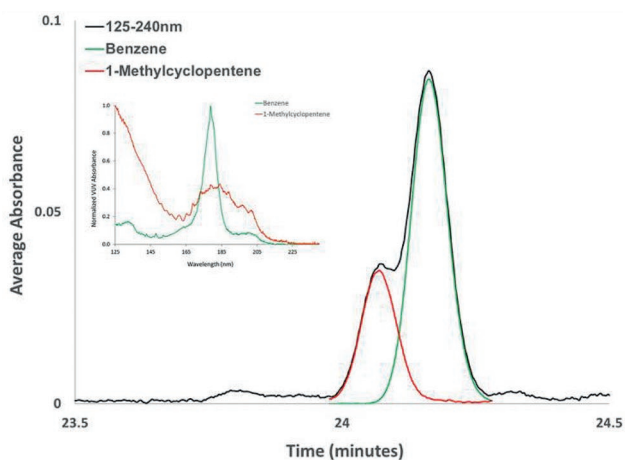 0.1
125-240nm
Benzene
1-Methylcyclopentene
Benzene
1-Methylcyclopentene
1.0
0.8
0.6
0.4
0.2
0.0
Normalized VUV Absorbance
125
145
165
185
205
225
Wavelength (nm)
0.05
0
Average Absorbance
23.5
24
24.5
Time (minutes)